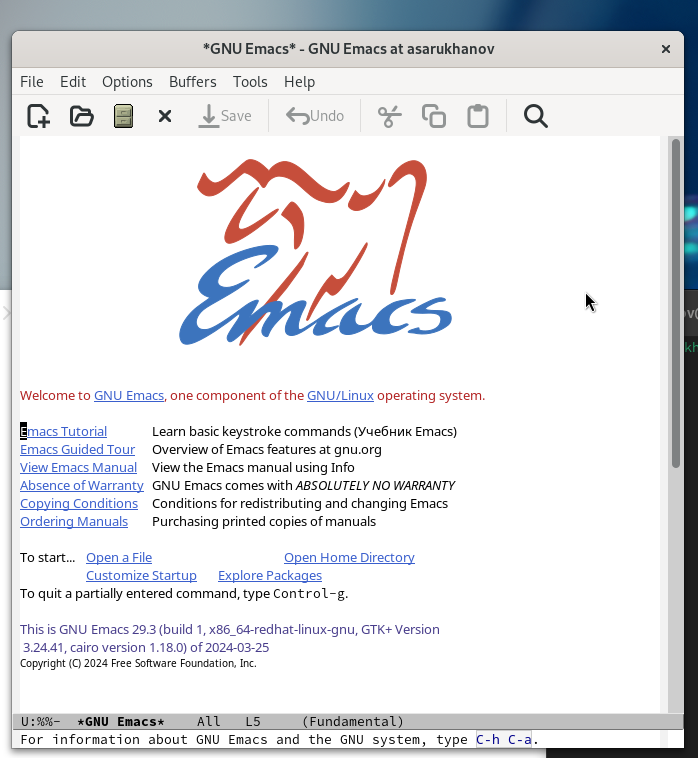 *GNU Emacs* - GNU Emacs at asarukhanov
File Edit Options Buffers Tools Help
Save Undo
Emacs
Welcome to GNU Emacs, one component of the GNU/Linux operating system.
Emacs Tutorial Learn basic keystroke commands (Учебник Emacs)
Emacs Guided Tour Overview of Emacs features at gnu.org
View Emacs Manual View the Emacs manual using Info
Absence of Warranty GNU Emacs comes with ABSOLUTELY NO WARRANTY
Copying Conditions Conditions for redistributing and changing Emacs
Ordering Manuals Purchasing printed copies of manuals
To start... Open a File Open Home Directory
Customize Startup Explore Packages
To quit a partially entered command, type Control-g.
This is GNU Emacs 29.3 (build 1, x86_64-redhat-linux-gnu, GTK+ Version
3.24.41, cairo version 1.18.0) of 2024-03-25
Copyright (C) 2024 Free Software Foundation, Inc.
U:%%- *GNU Emacs* All L5 (Fundamental)
For information about GNU Emacs and the GNU system, type C-h C-a.